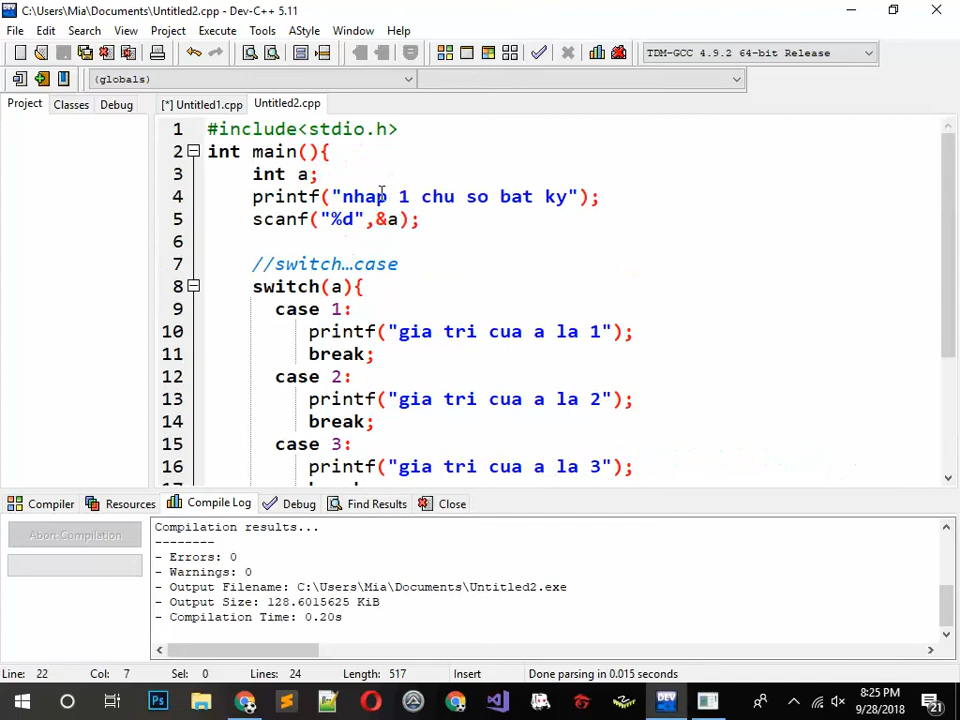 C:\Users\Mia\Documents\Untitled2.cpp - Dev-C++ 5.11
File Edit Search View Project Execute Tools AStyle Window Help
TDM-GCC 4.9.2 64-bit Release
(globals)
Project Classes Debug [*] Untitled1.cpp Untitled2.cpp
1 #include<stdio.h>
2 int main(){
3 int a;
4 printf("nhap 1 chu so bat ky");
5 scanf("%d",&a);
6
7 //switch…case
8 switch(a){
9 case 1:
10 printf("gia tri cua a la 1");
11 break;
12 case 2:
13 printf("gia tri cua a la 2");
14 break;
15 case 3:
16 printf("gia tri cua a la 3");
Compiler Resources Compile Log Debug Find Results Close
Abort Compilation
Compilation results...
--------
- Errors: 0
- Warnings: 0
- Output Filename: C:\Users\Mia\Documents\Untitled2.exe
- Output Size: 128.6015625 KiB
- Compilation Time: 0.20s
Line: 22 Col: 7 Sel: 0 Lines: 24 Length: 517 Insert Done parsing in 0.015 seconds
Ps
DEV
8:25 PM
9/28/2018
21